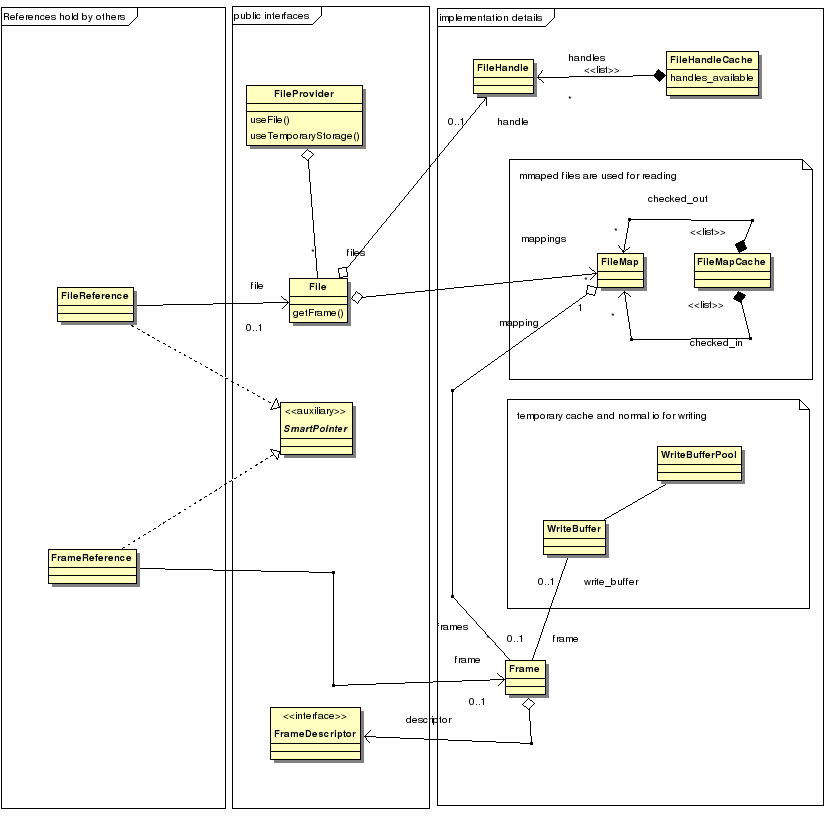 References hold by others
public interfaces
implementation details
FileProvider
useFile()
useTemporaryStorage()
FileHandle
handles
<<list>>
*
FileHandleCache
handles_available
0..1
handle
mmaped files are used for reading
checked_out
*
<<list>>
mappings
*
FileMap
FileMapCache
<<list>>
1
*
mapping
checked_in
*
files
File
getFrame()
FileReference
file
0..1
<<auxiliary>>
SmartPointer
temporary cache and normal io for writing
WriteBufferPool
WriteBuffer
0..1
write_buffer
FrameReference
frames
*
0..1
frame
frame
Frame
0..1
<<interface>>
FrameDescriptor
descriptor